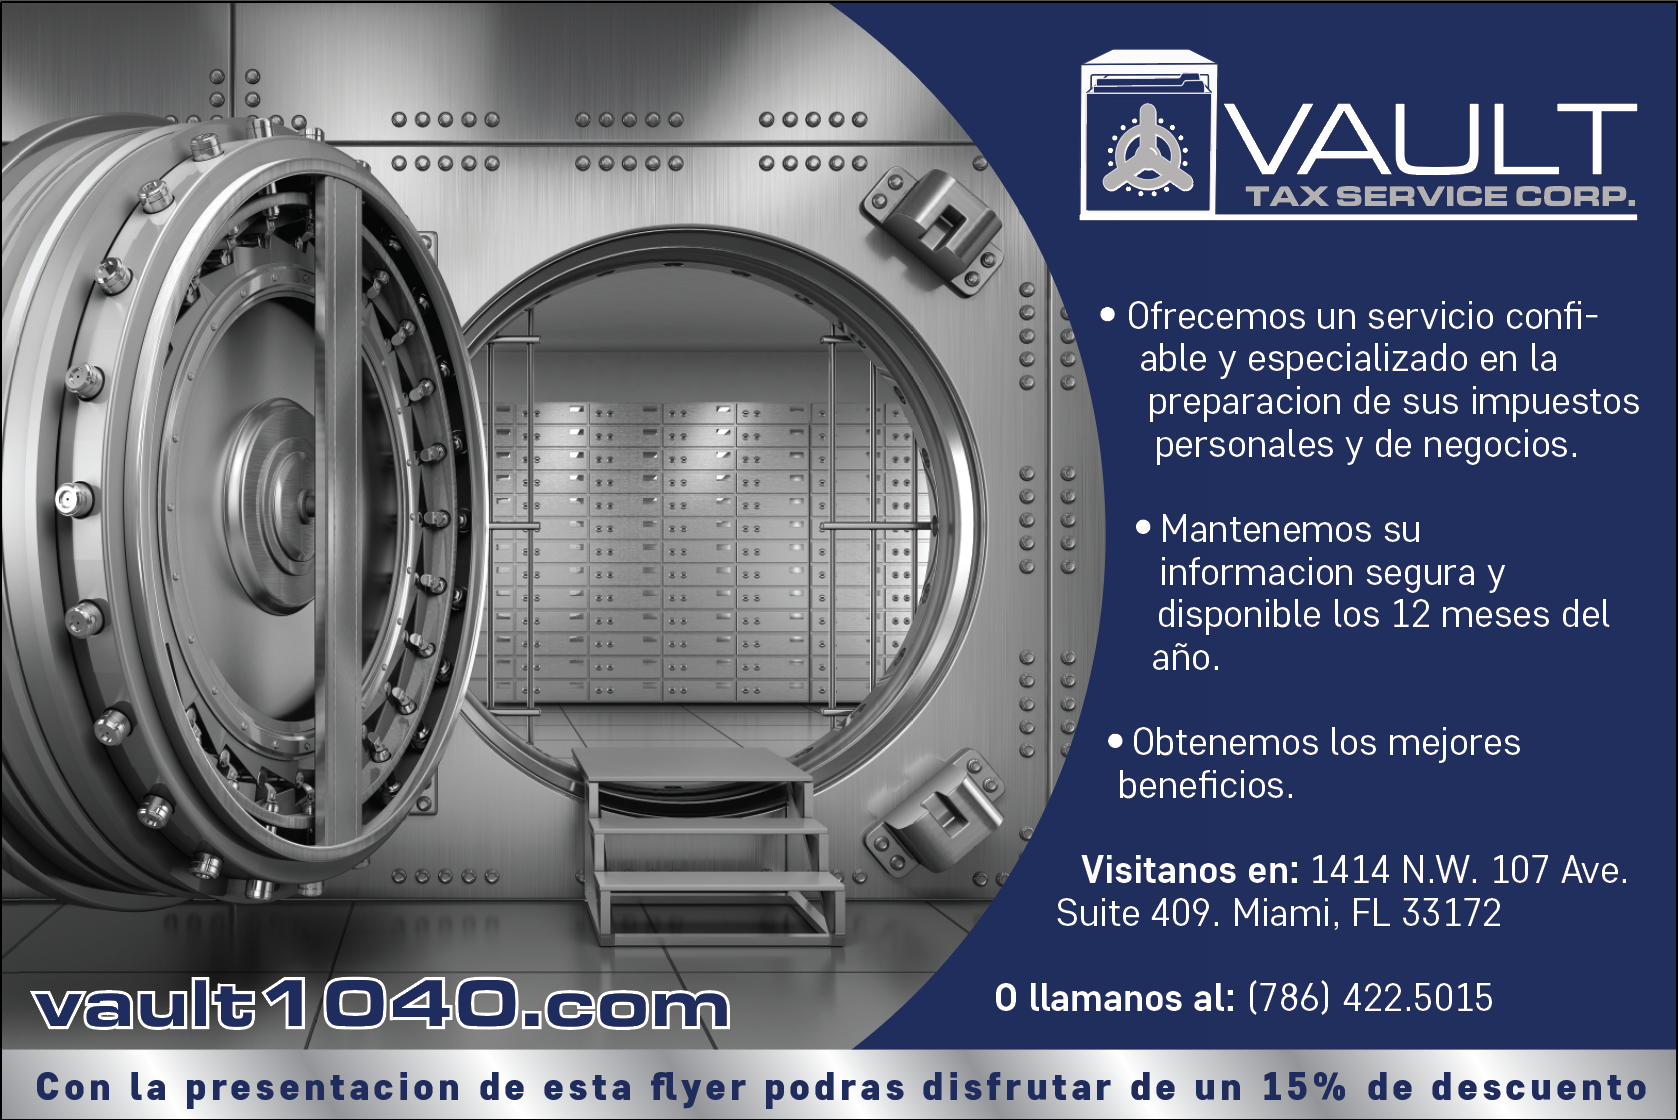 VAULT
TAX SERVICE CORP.
• Ofrecemos un servicio confi-
able y especializado en la
preparacion de sus impuestos
personales y de negocios.
• Mantenemos su
informacion segura y
disponible los 12 meses del
año.
• Obtenemos los mejores
beneficios.
Visitanos en: 1414 N.W. 107 Ave.
Suite 409. Miami, FL 33172
O llamanos al: (786) 422.5015
vault1040.com
Con la presentacion de esta flyer podras disfrutar de un 15% de descuento